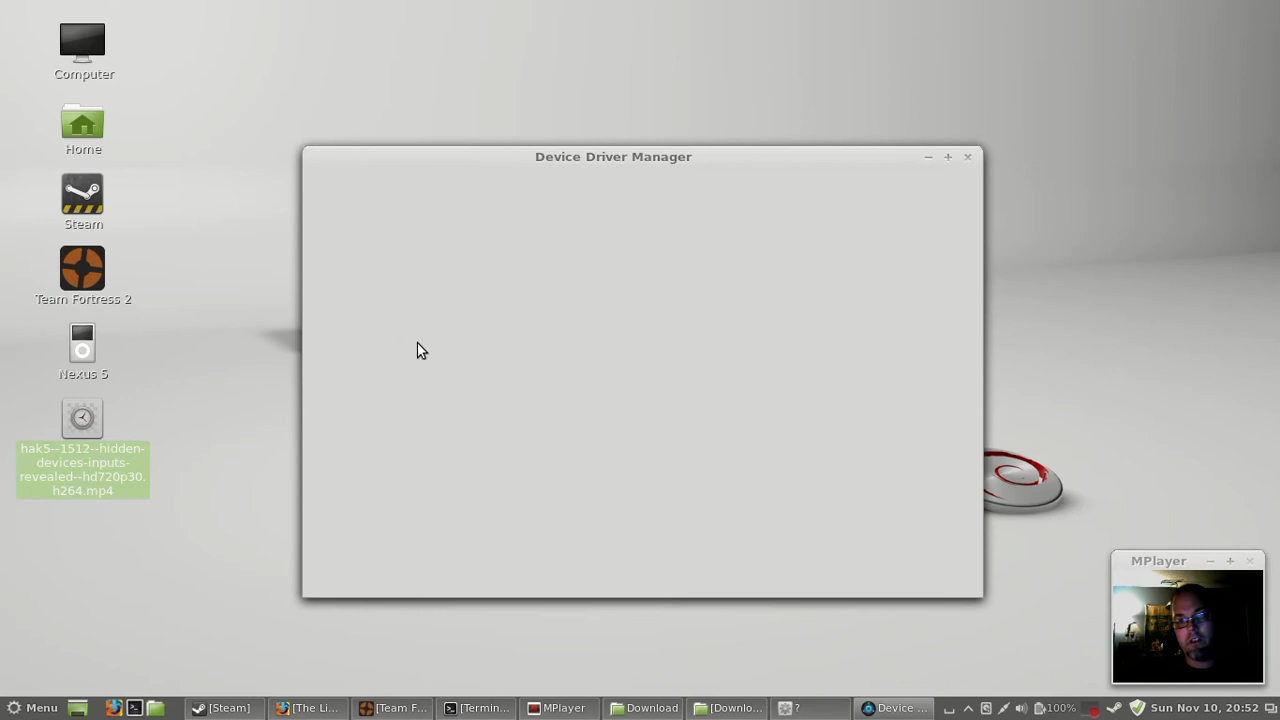 Computer
Home
Steam
Team Fortress 2
Nexus 5
hak5--1512--hidden-
devices-inputs-
revealed--hd720p30.
h264.mp4
Device Driver Manager
MPlayer
Menu
[Steam]
[The Li...
[Team F...
[Termin...
MPlayer
Download
[Downlo...
?
Device ...
100%
Sun Nov 10, 20:52